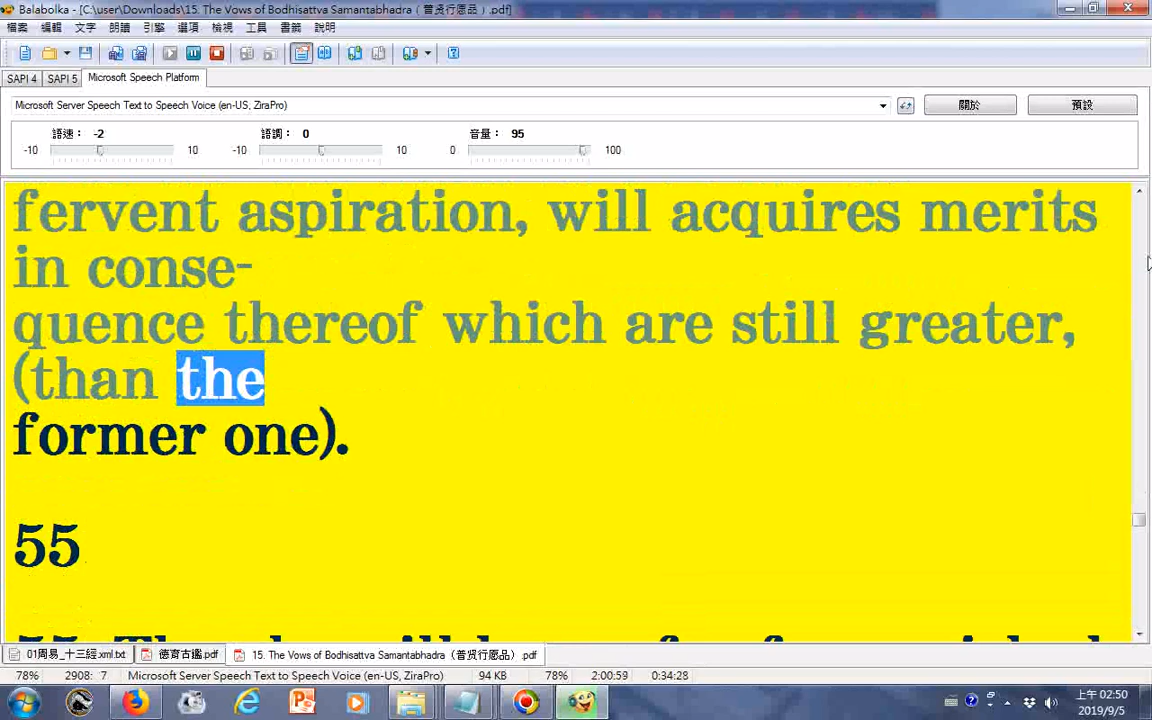 Balabolka - [C:\user\Downloads\15. The Vows of Bodhisattva Samantabhadra ( 普贤行愿品 ) .pdf]
檔案 編輯 文字 朗讀 引擎 選項 檢視 工具 書籤 說明
SAPI 4 SAPI 5 Microsoft Speech Platform
Microsoft Server Speech Text to Speech Voice (en-US, ZiraPro) 關於 預設
語速： -2 語調： 0 音量： 95
-10 10 -10 10 0 100
fervent aspiration, will acquires merits
in conse-
quence thereof which are still greater,
(than the
former one).
55
01周易_十三經.xml.txt 德育古鑑.pdf 15. The Vows of Bodhisattva Samantabhadra（普贤行愿品）.pdf
78% 2908: 7 Microsoft Server Speech Text to Speech Voice (en-US, ZiraPro) 94 KB 78% 2:00:59 0:34:28
上午 02:50
2019/9/5